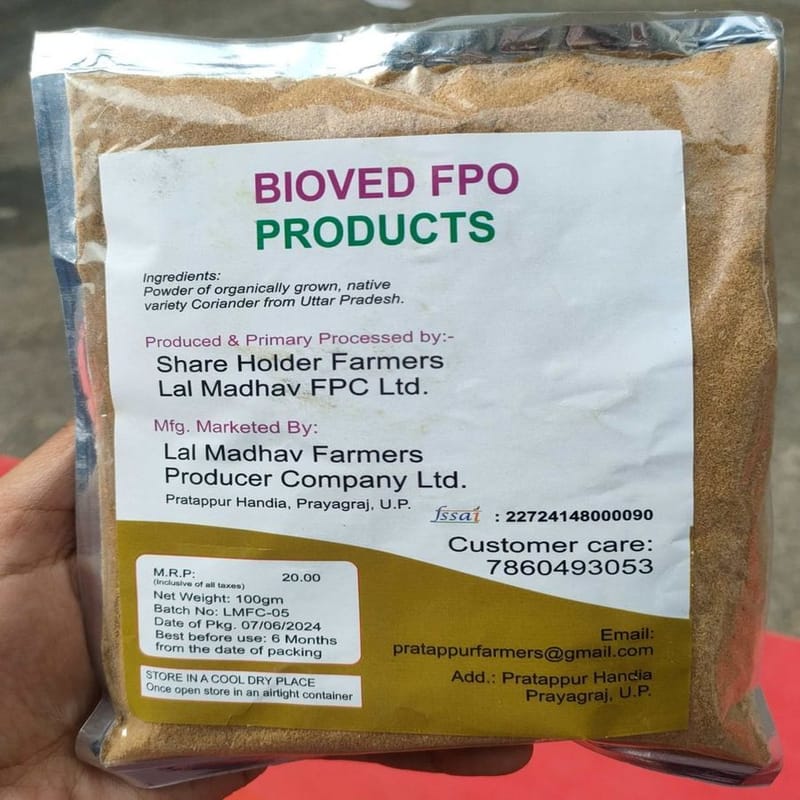 BIOVED FPO
PRODUCTS
Ingredients:
Powder of organically grown, native
variety Coriander from Uttar Pradesh.
Produced & Primary Processed by:-
Share Holder Farmers
Lal Madhav FPC Ltd.
Mfg. Marketed By:
Lal Madhav Farmers
Producer Company Ltd.
Pratappur Handia, Prayagraj, U.P.
fssai : 22724148000090
Customer care:
7860493053
M.R.P: 20.00
(Inclusive of all taxes)
Net Weight: 100gm
Batch No: LMFC-05
Date of Pkg. 07/06/2024
Best before use: 6 Months
from the date of packing
STORE IN A COOL DRY PLACE
Once open store in an airtight container
Email:
pratappurfarmers@gmail.com
Add.: Pratappur Handia
Prayagraj, U.P.